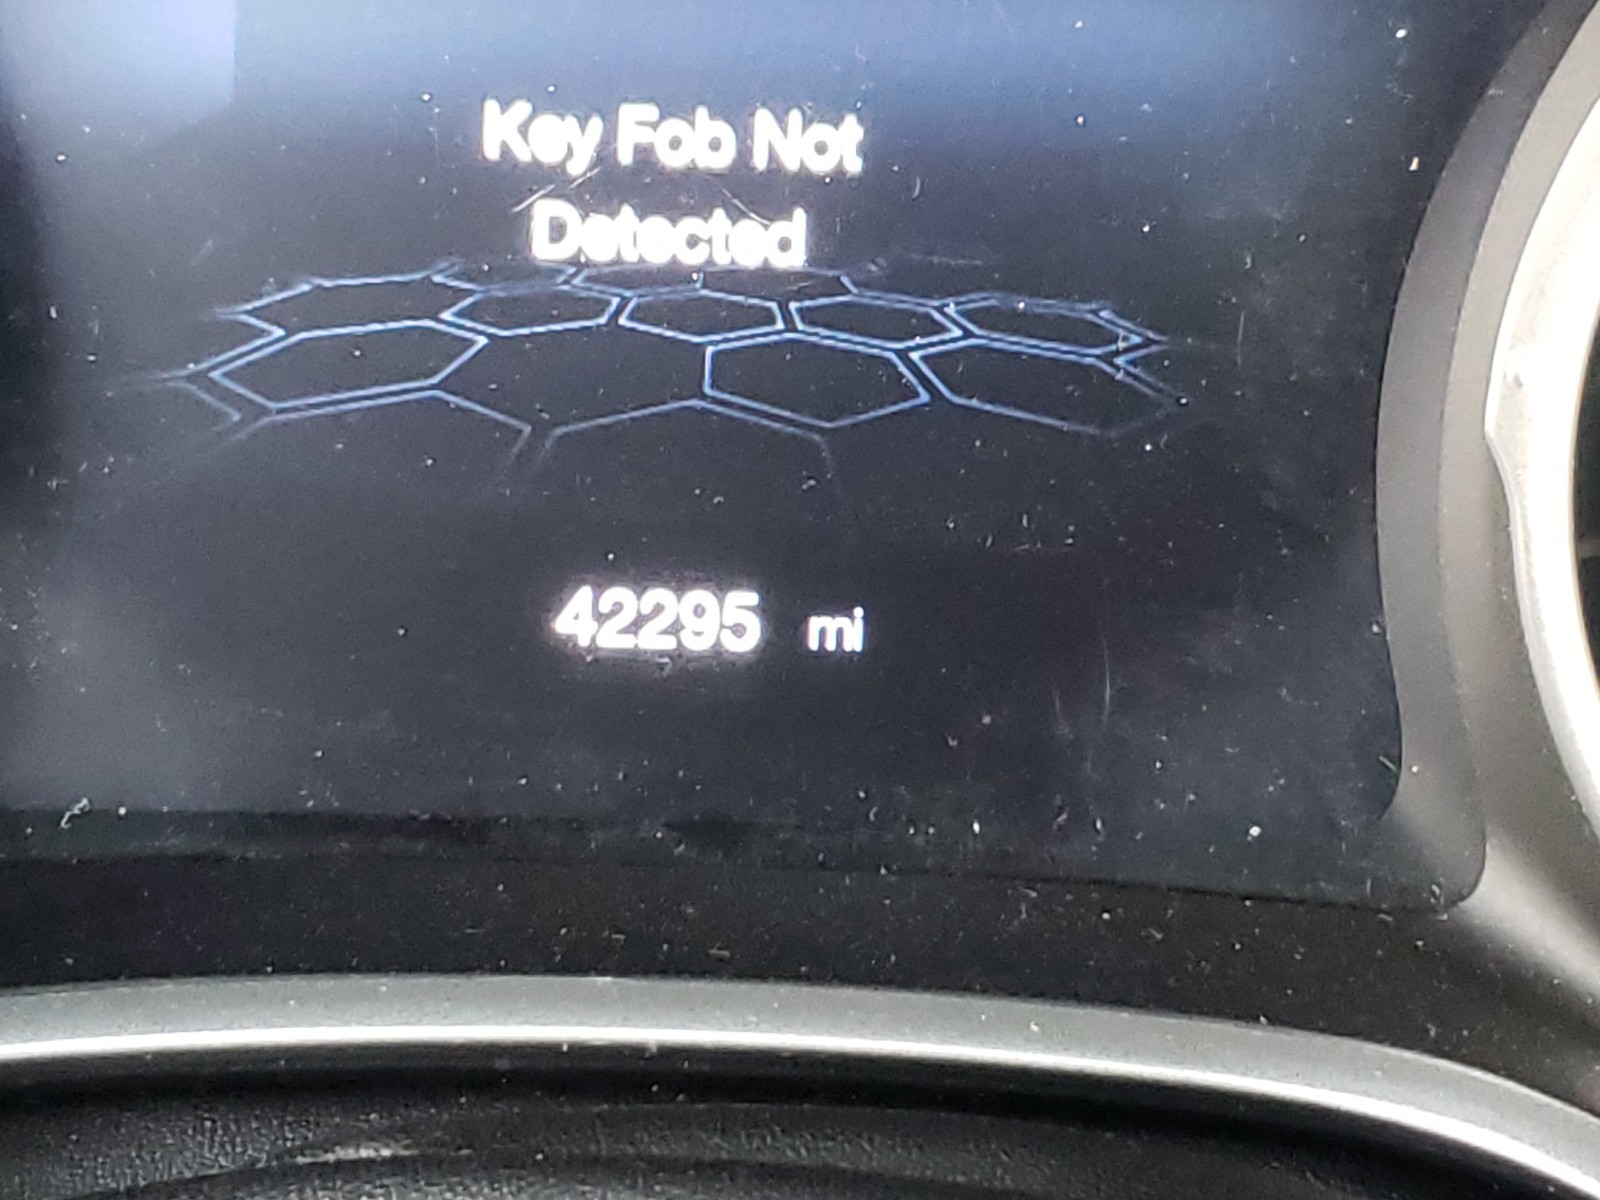 Key Fob Not
Detected
42295 mi